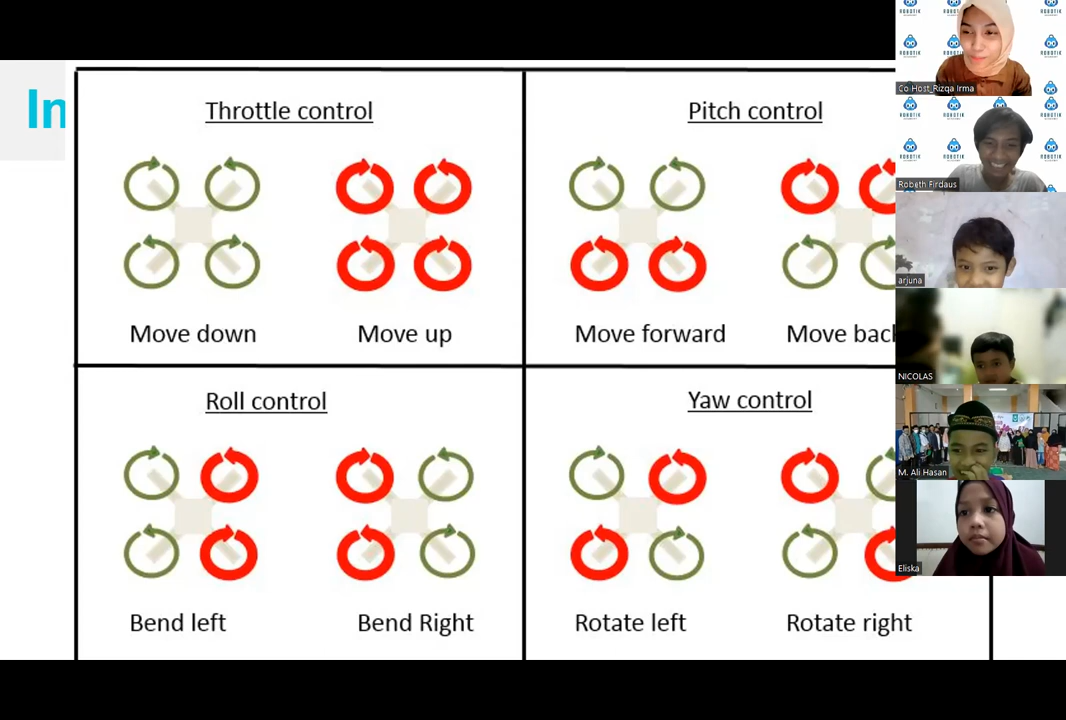 In
Throttle control
Pitch control
Move down
Move up
Move forward
Move back
Roll control
Yaw control
Bend left
Bend Right
Rotate left
Rotate right
Co Host_Rizqa Irma
Robeth Firdaus
arjuna
NICOLAS
M. Ali Hasan
Eliska
ROBOTIK